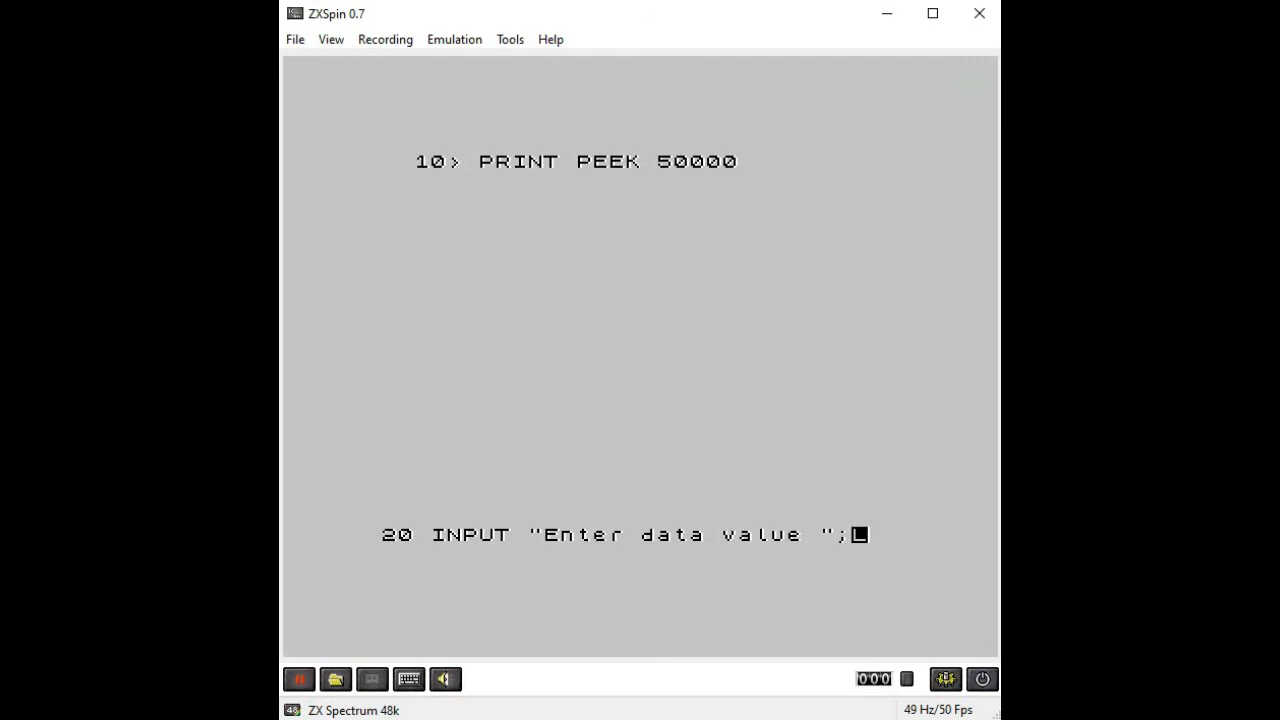 ZXSpin 0.7
File View Recording Emulation Tools Help
10> PRINT PEEK 50000
20 INPUT "Enter data value ";L
000
48 ZX Spectrum 48k 49 Hz/50 Fps